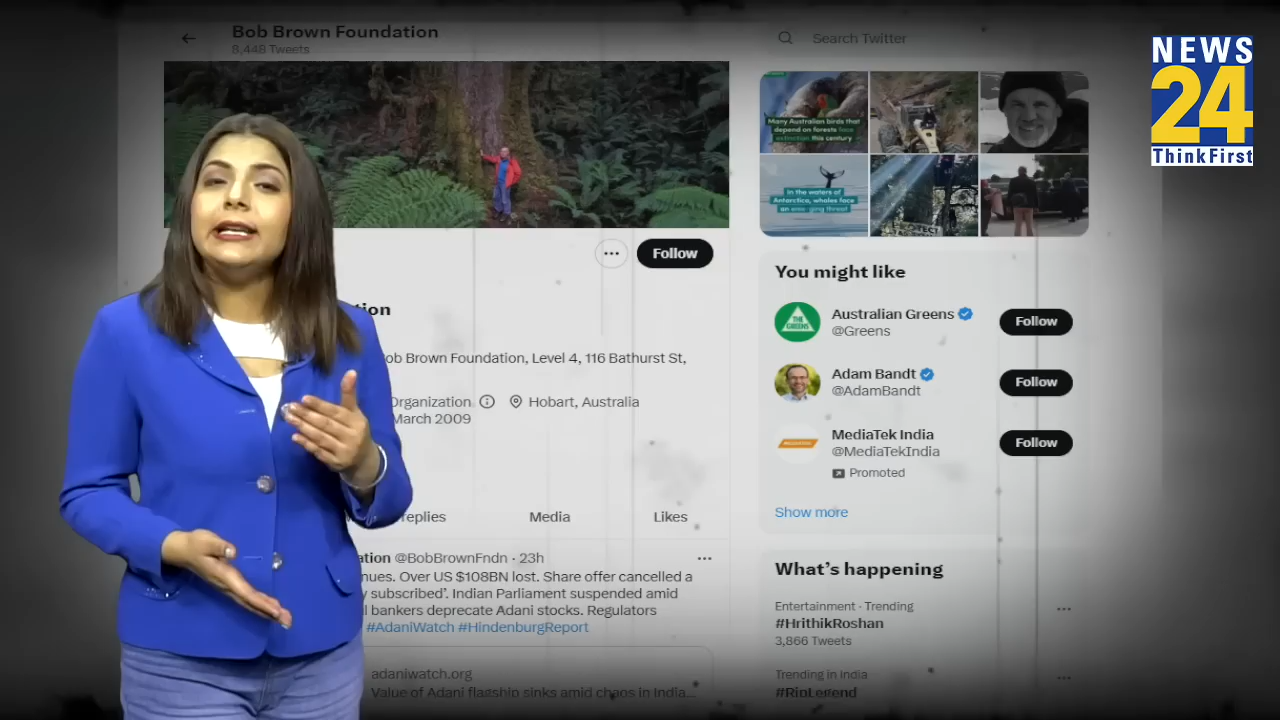 Bob Brown Foundation
8,448 Tweets
Search Twitter
NEWS
24
ThinkFirst
Many Australian birds that
depend on forests face
extinction this century
In the waters of
Antarctica, whales face
an emerging threat
Follow
You might like
Australian Greens
@Greens
Follow
THE
GREENS
tion
ob Brown Foundation, Level 4, 116 Bathurst St,
Adam Bandt
@AdamBandt
Follow
Organization
Hobart, Australia
March 2009
MediaTek India
@MediaTekIndia
Follow
Promoted
Show more
replies
Media
Likes
ation @BobBrownFndn · 23h
nues. Over US $108BN lost. Share offer cancelled a
y subscribed'. Indian Parliament suspended amid
l bankers deprecate Adani stocks. Regulators
#AdaniWatch #HindenburgReport
adaniwatch.org
Value of Adani flagship sinks amid chaos in India...
What's happening
Entertainment · Trending
#HrithikRoshan
3,866 Tweets
Trending in India
#RipLegend